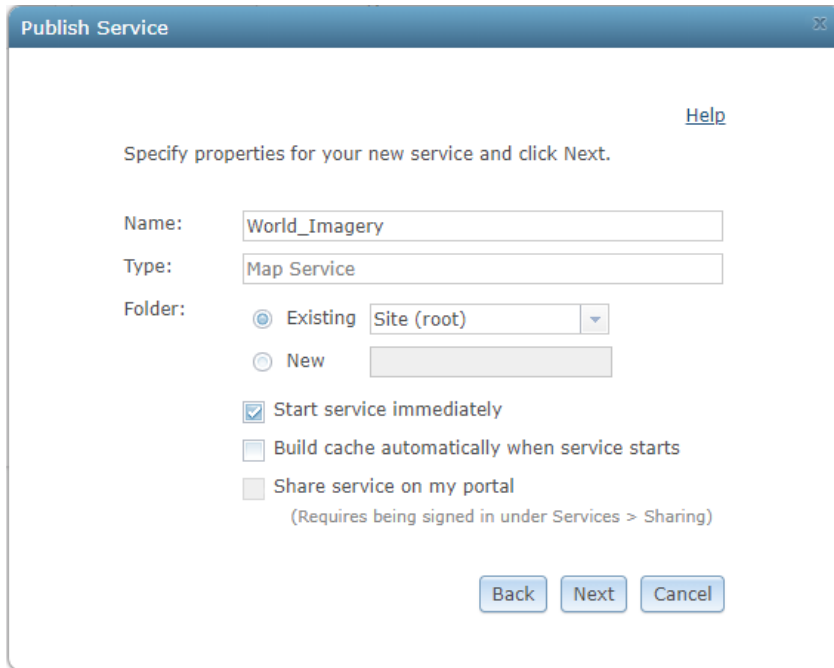 Publish Service
Help
Specify properties for your new service and click Next.
Name: World_Imagery
Type: Map Service
Folder: Existing Site (root)
New
Start service immediately
Build cache automatically when service starts
Share service on my portal
(Requires being signed in under Services > Sharing)
Back Next Cancel